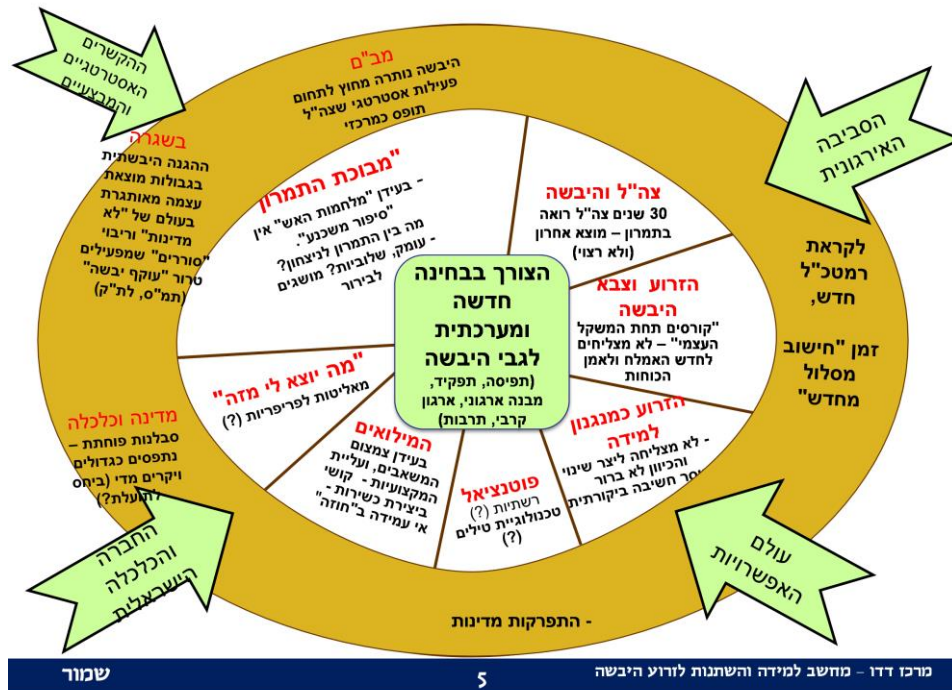 ההקשרים
האסטרטגיים
והמבצעיים
מב"ם
היבשה נותרה מחוץ לתחום
פעילות אסטרטגי שצה"ל
תופס כמרכזי
הסביבה
האירגונית
בשגרה
ההגנה היבשתית
בגבולות מוצאת
עצמה מאותגרת
בעולם של "לא
מדינות" וריבוי
"סוררים" שמפעילים
טרור "עוקף יבשה"
(תמ"ס, לת"ק)
"מבוכת התמרון
- בעידן "מלחמות האש" אין
"סיפור משכנע".
מה בין התמרון לניצחון?
- עומק, שלוביות? מושגים
לבירור
צה"ל והיבשה
30 שנים צה"ל רואה
בתמרון – מוצא אחרון
(ולא רצוי)
לקראת
רמטכ"ל
חדש,
זמן "חישוב
מסלול
מחדש"
הצורך בבחינה
חדשה
ומערכתית
לגבי היבשה
(תפיסה, תפקיד,
מבנה ארגוני, ארגון
קרבי, תרבות)
הזרוע וצבא
היבשה
"קורסים תחת המשקל
העצמי" – לא מצליחים
לחדש האמלח ולאמן
הכוחות
"מה יוצא לי מזה"
מאליטות לפריפריות (?)
הזרוע כמנגנון
למידה
- לא מצליחה ליצר שינוי
והכיוון לא ברור
סר חשיבה ביקורתית
מדינה וכלכלה
סבלנות פוחתת –
נתפסים כגדולים
ויקרים מדי (ביחס
לתועלת?)
המילואים
בעידן צמצום
המשאבים, ועליית
המקצועיות - קושי
ביצירת כשירות -
אי עמידה ב"חוזה"
פוטנציאל
רשתיות (?)
טכנולוגיית טילים
(?)
החברה
והכלכלה
הישראלית
עולם
האפשרויות
- התפרקות מדינות
מרכז דדו – מחשב למידה והשתנות לזרוע היבשה
5
שמור